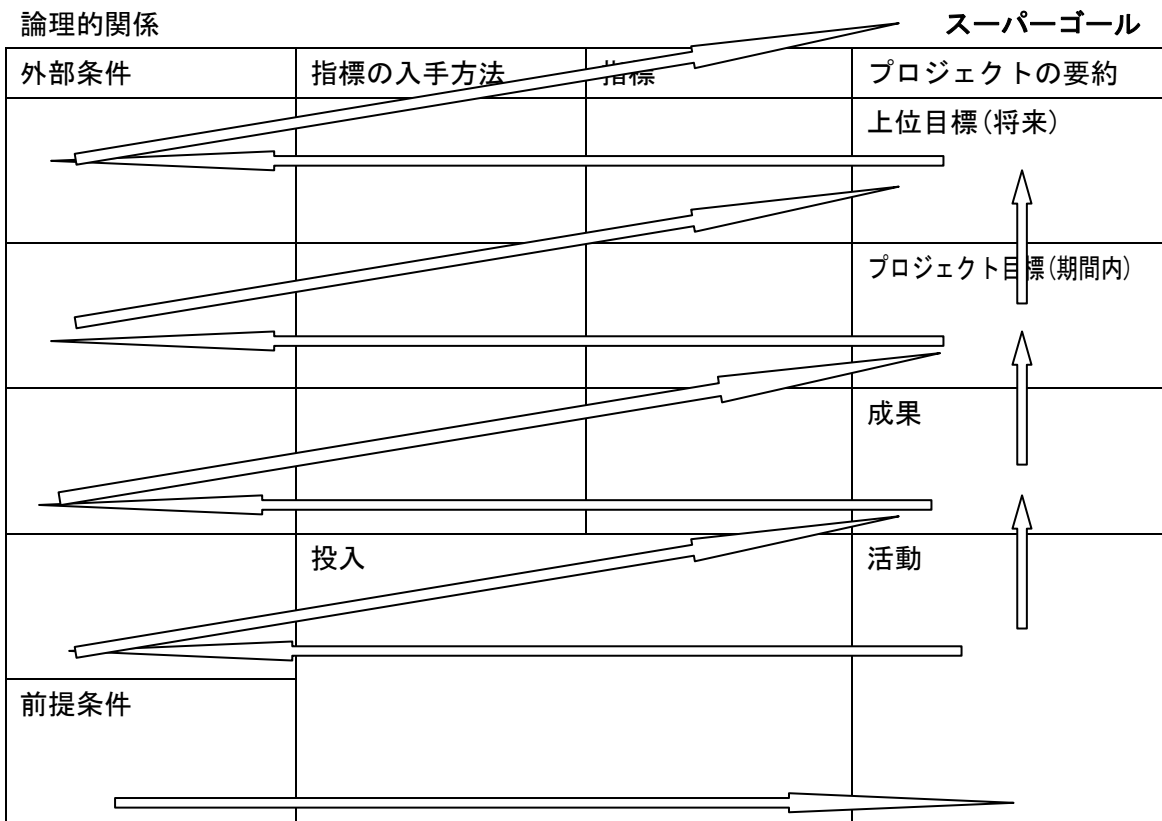 論理的関係
スーパーゴール
外部条件
指標の入手方法
指標
プロジェクトの要約
上位目標(将来)
プロジェクト目標(期間内)
成果
投入
活動
前提条件